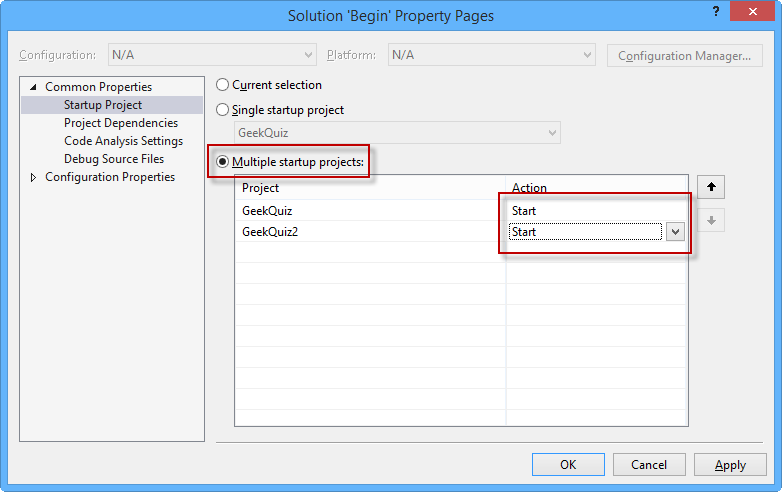 Solution 'Begin' Property Pages
?
Configuration: N/A Platform: N/A Configuration Manager...
Common Properties
Startup Project
Project Dependencies
Code Analysis Settings
Debug Source Files
Configuration Properties
Current selection
Single startup project
GeekQuiz
Multiple startup projects:
Project Action
GeekQuiz Start
GeekQuiz2 Start
OK Cancel Apply